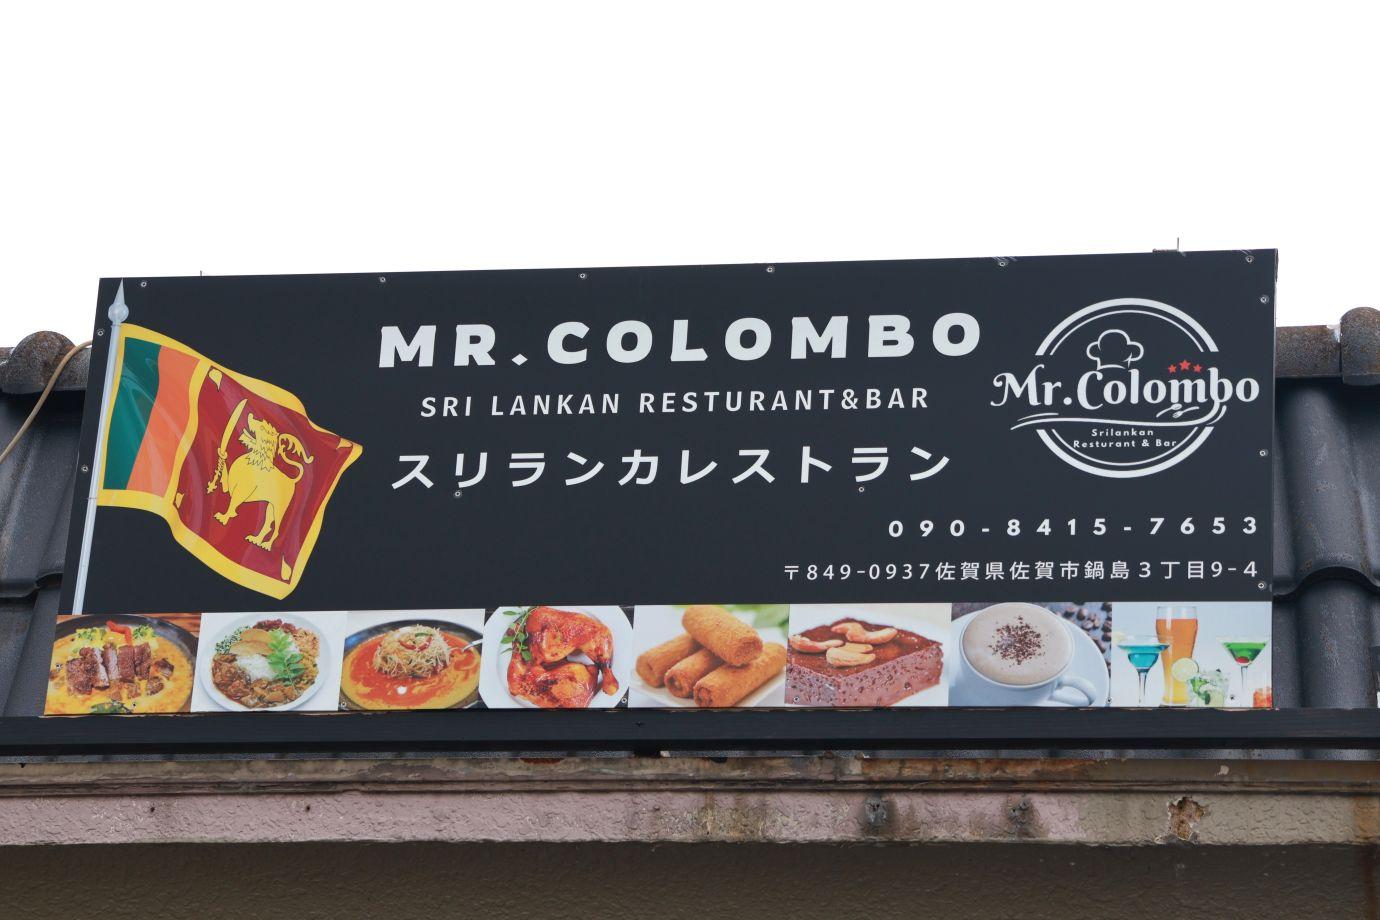 MR.COLOMBO
SRI LANKAN RESTURANT&BAR
スリランカレストラン
Mr.Colombo
Srilankan
Resturant & Bar
090-8415-7653
〒849-0937佐賀県佐賀市鍋島3丁目9-4